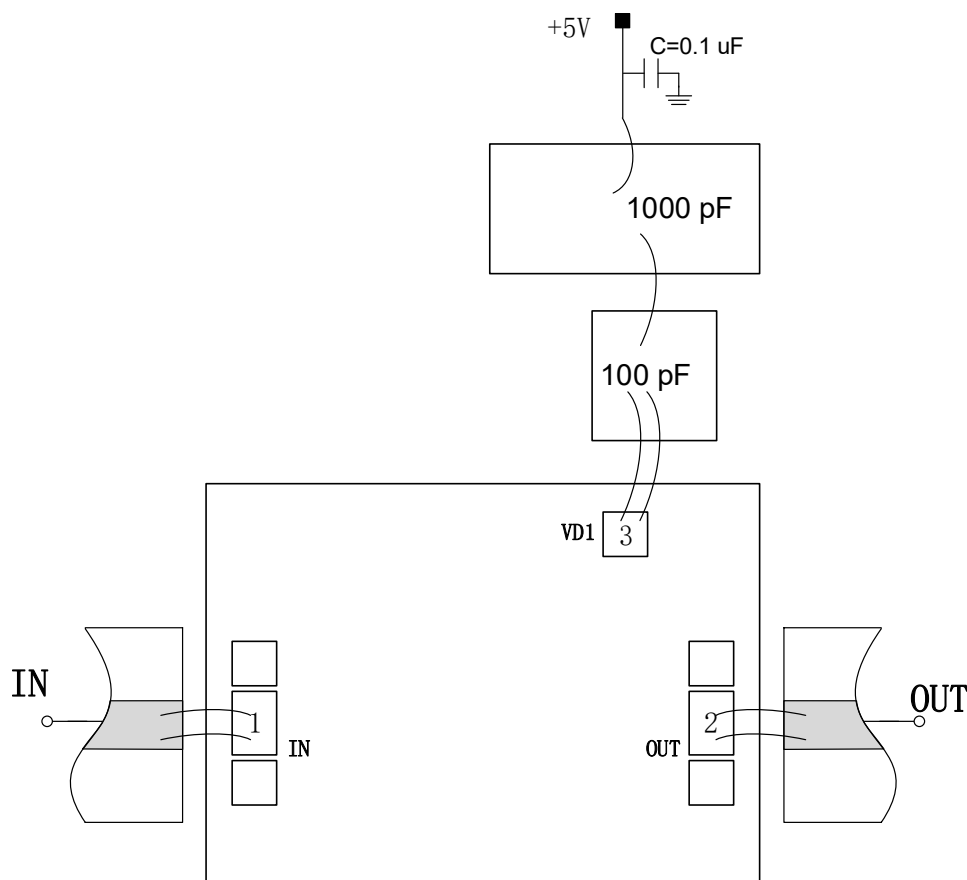 +5V
C=0.1 uF
1000 pF
100 pF
VD1
3
IN
1
IN
2
OUT
OUT